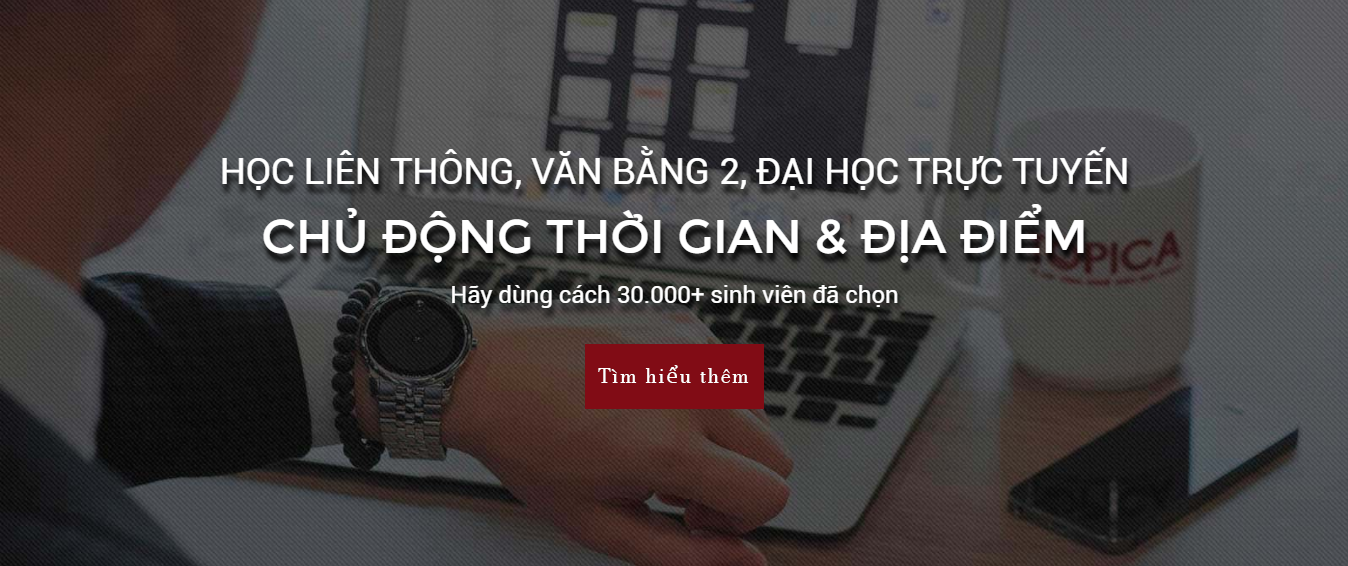 HỌC LIÊN THÔNG, VĂN BẰNG 2, ĐẠI HỌC TRỰC TUYẾN
CHỦ ĐỘNG THỜI GIAN & ĐỊA ĐIỂM
TOPICA
Hãy dùng cách 30.000+ sinh viên đã chọn
Tìm hiểu thêm